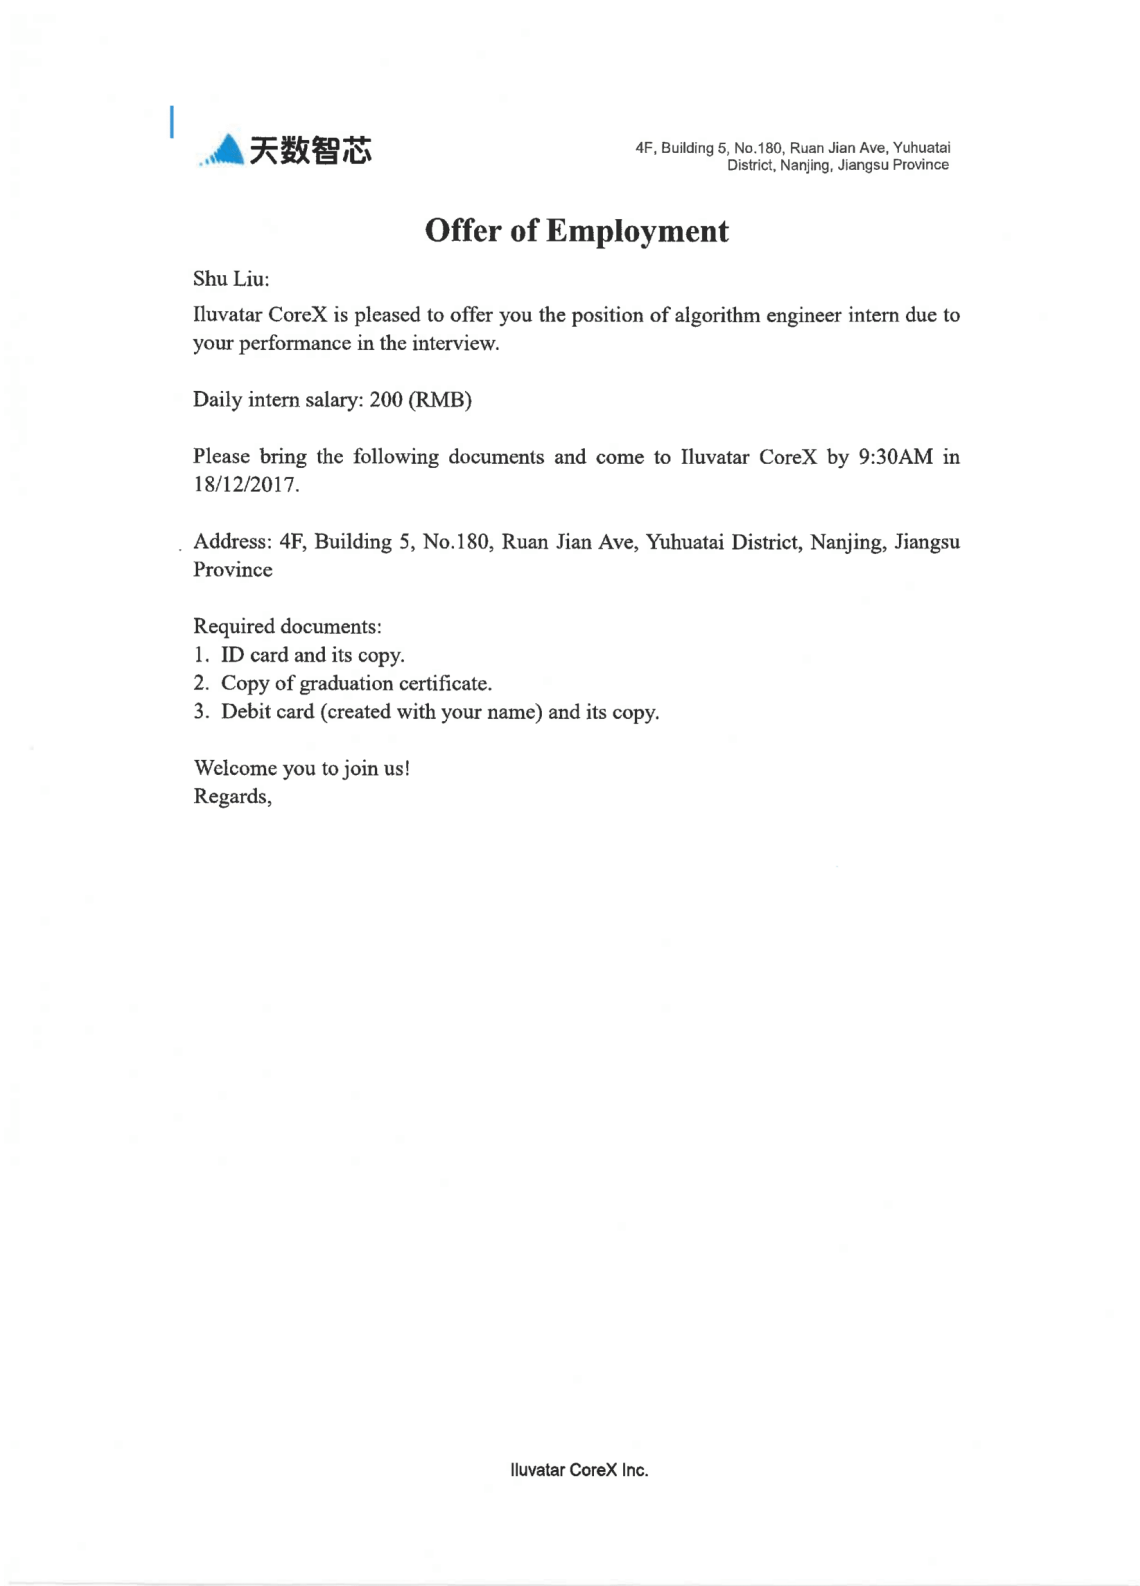 天数智芯
4F, Building 5, No.180, Ruan Jian Ave, Yuhuatai
District, Nanjing, Jiangsu Province
Offer of Employment
Shu Liu:
Iluvatar CoreX is pleased to offer you the position of algorithm engineer intern due to
your performance in the interview.
Daily intern salary: 200 (RMB)
Please bring the following documents and come to Iluvatar CoreX by 9:30AM in
18/12/2017.
Address: 4F, Building 5, No.180, Ruan Jian Ave, Yuhuatai District, Nanjing, Jiangsu
Province
Required documents:
1. ID card and its copy.
2. Copy of graduation certificate.
3. Debit card (created with your name) and its copy.
Welcome you to join us!
Regards,
Iluvatar CoreX Inc.